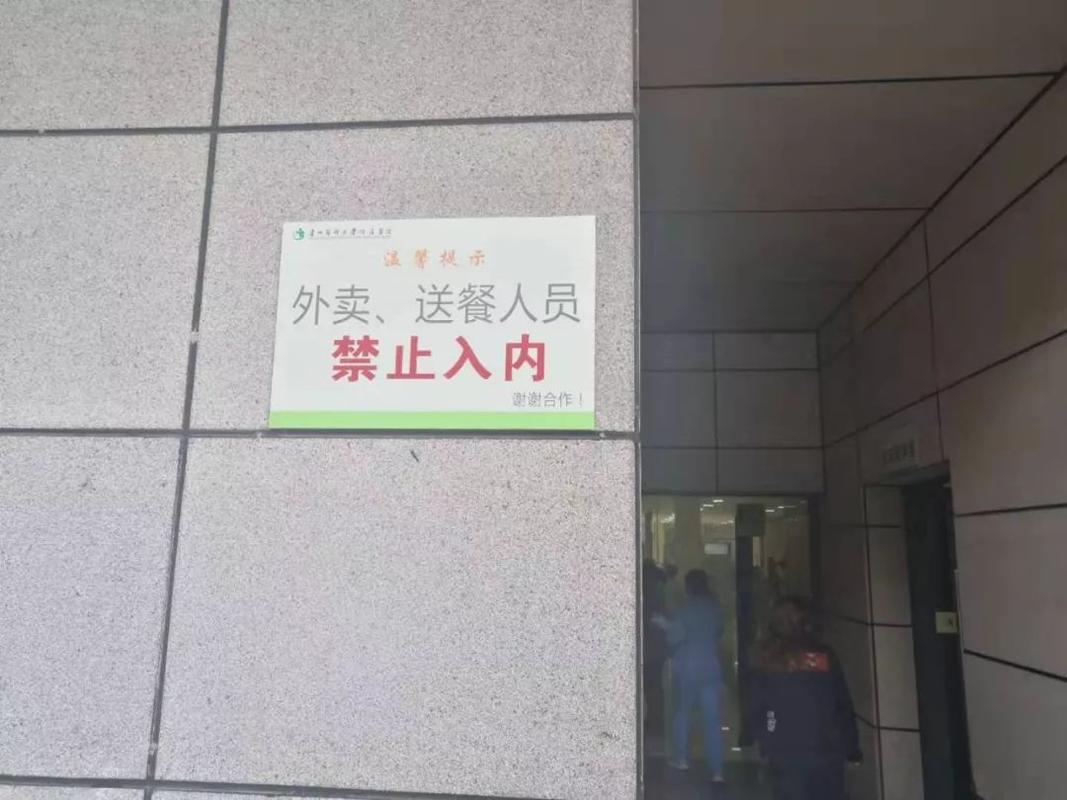 温馨提示
外卖、送餐人员
禁止入内
谢谢合作！